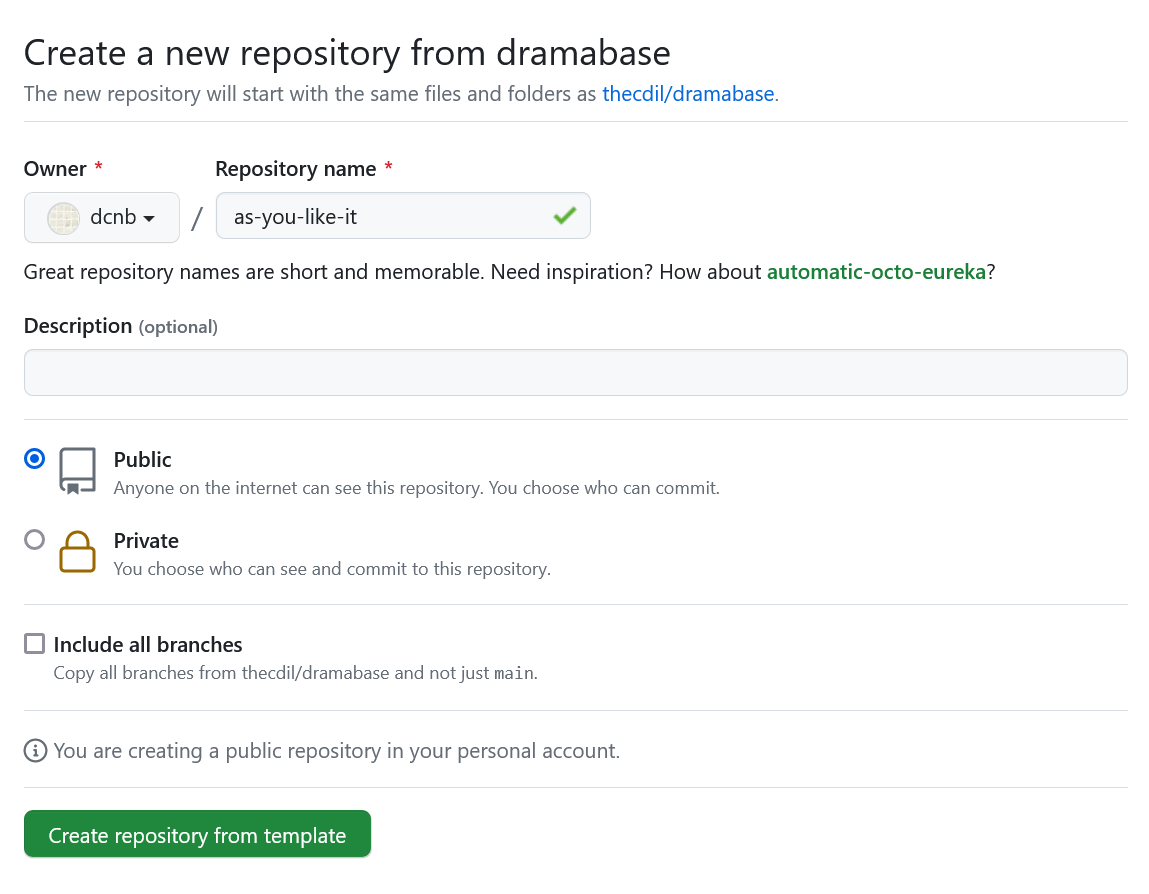 Create a new repository from dramabase
The new repository will start with the same files and folders as thecdil/dramabase.
Owner * Repository name *
dcnb / as-you-like-it
Great repository names are short and memorable. Need inspiration? How about automatic-octo-eureka?
Description (optional)
Public
Anyone on the internet can see this repository. You choose who can commit.
Private
You choose who can see and commit to this repository.
Include all branches
Copy all branches from thecdil/dramabase and not just main.
You are creating a public repository in your personal account.
Create repository from template